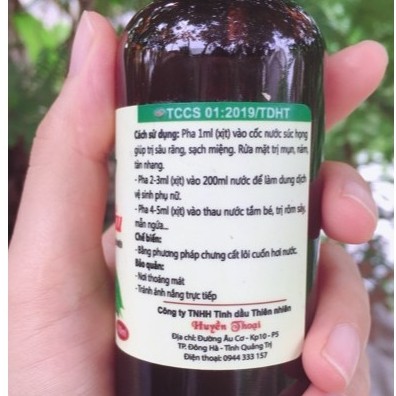 TCCS 01:2019/TDHT
Cách sử dụng: Pha 1ml (xịt) vào cốc nước súc họng
giúp trị sâu răng, sạch miệng. Rửa mặt trị mụn, nám,
tàn nhang.
- Pha 2-3ml (xịt) vào 200ml nước để làm dung dịch
vệ sinh phụ nữ.
- Pha 4-5ml (xịt) vào thau nước tắm bé, trị rôm sảy,
mẩn ngứa...
Chế biến:
-Bằng phương pháp chưng cất lôi cuốn hơi nước.
Bảo quản:
-Nơi thoáng mát
-Tránh ánh nắng trực tiếp
Công ty TNHH Tinh dầu Thiên nhiên
Huyền Thoại
Địa chỉ: Đường Âu Cơ - Kp10 - P5
TP. Đông Hà - Tỉnh Quảng Trị
Điện thoại: 0944 333 157